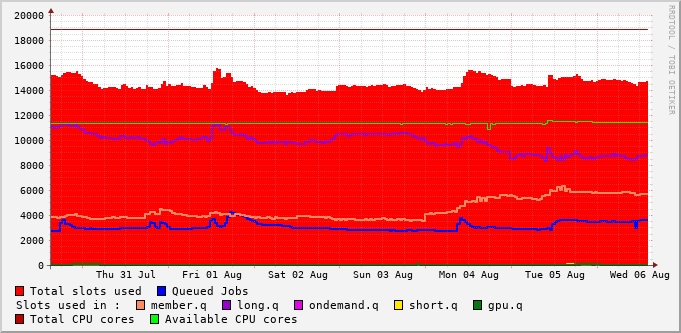 RRDTOOL / TOBI OETIKER
20000
18000
16000
14000
12000
10000
8000
6000
4000
2000
0
Thu 31 Jul Fri 01 Aug Sat 02 Aug Sun 03 Aug Mon 04 Aug Tue 05 Aug Wed 06 Aug
Total slots used Queued Jobs
Slots used in : member.q long.q ondemand.q short.q gpu.q
Total CPU cores Available CPU cores